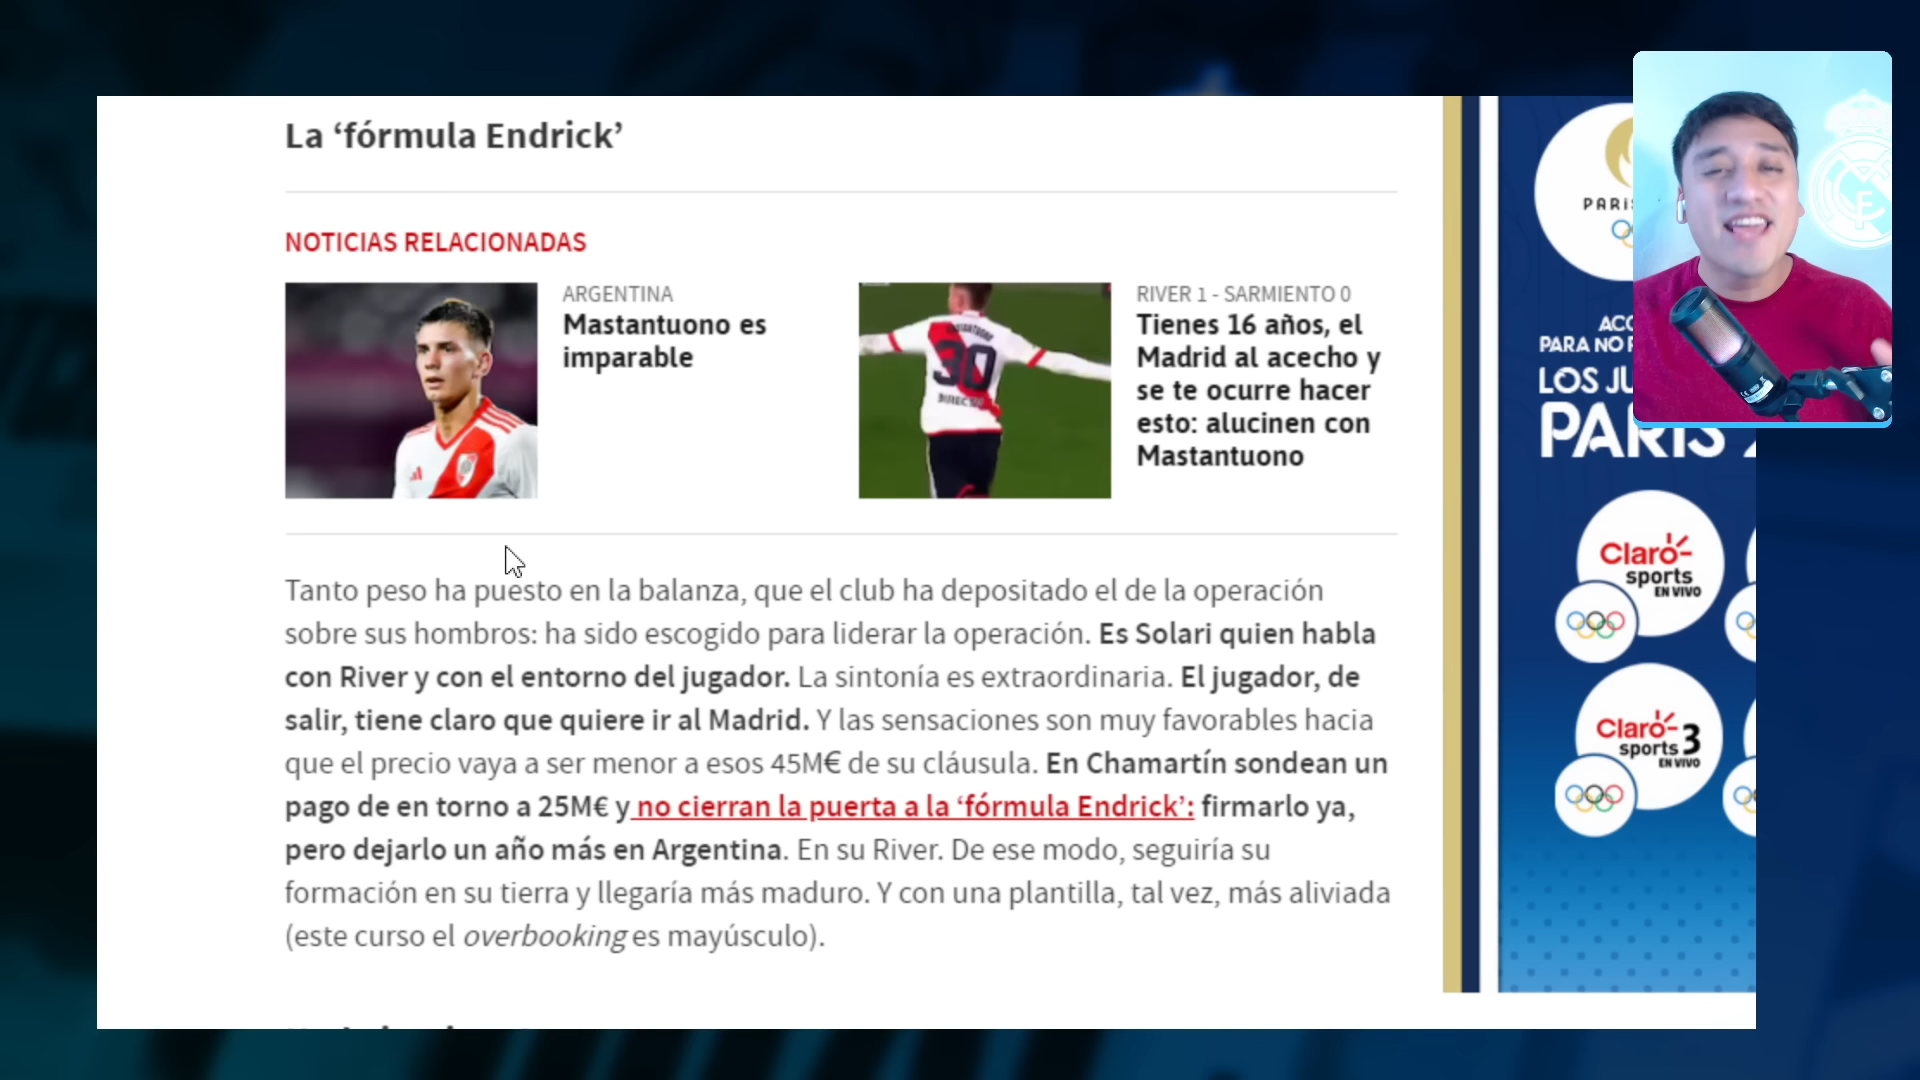 La ‘fórmula Endrick’
NOTICIAS RELACIONADAS
ARGENTINA
Mastantuono es
imparable
RIVER 1 - SARMIENTO 0
Tienes 16 años, el
Madrid al acecho y
se te ocurre hacer
esto: alucinen con
Mastantuono
30
Tanto peso ha puesto en la balanza, que el club ha depositado el de la operación
sobre sus hombros: ha sido escogido para liderar la operación. Es Solari quien habla
con River y con el entorno del jugador. La sintonía es extraordinaria. El jugador, de
salir, tiene claro que quiere ir al Madrid. Y las sensaciones son muy favorables hacia
que el precio vaya a ser menor a esos 45M€ de su cláusula. En Chamartín sondean un
pago de en torno a 25M€ y no cierran la puerta a la ‘fórmula Endrick’: firmarlo ya,
pero dejarlo un año más en Argentina. En su River. De ese modo, seguiría su
formación en su tierra y llegaría más maduro. Y con una plantilla, tal vez, más aliviada
(este curso el overbooking es mayúsculo).
PARIS
PARA NO
LOS JU
PARIS 2
Claro-
sports
EN VIVO
Claro-
sports 3
EN VIVO